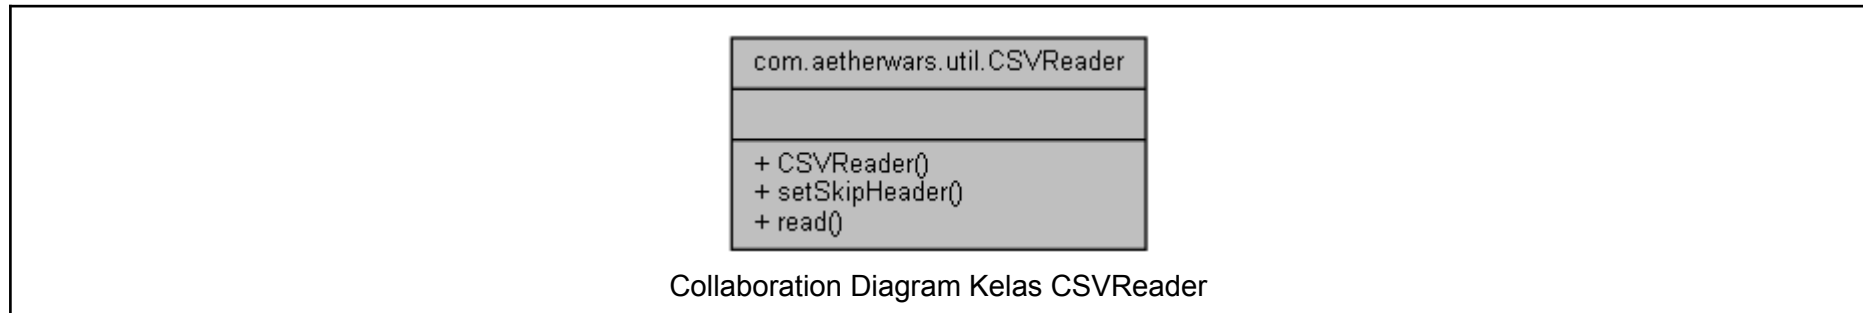 com.aetherwars.util.CSVReader
+ CSVReader()
+ setSkipHeader()
+ read()
Collaboration Diagram Kelas CSVReader